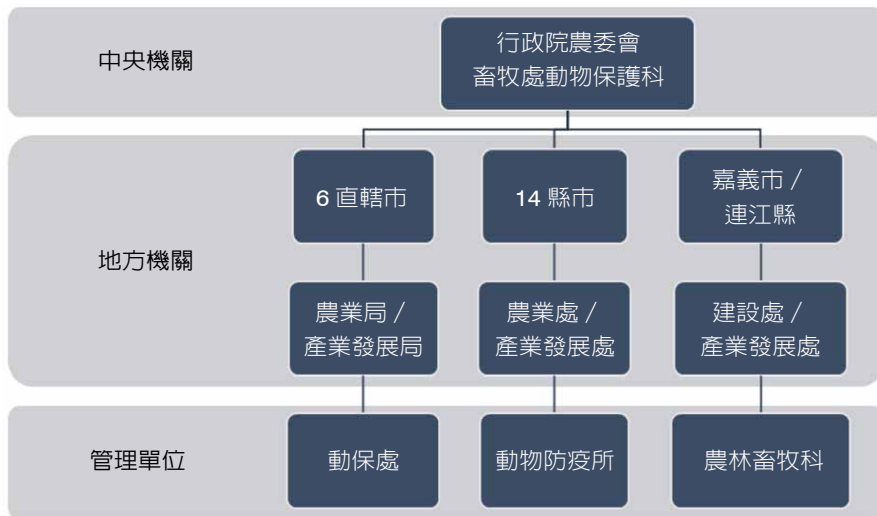 中央機關
行政院農委會
畜牧處動物保護科
地方機關
6 直轄市
14 縣市
嘉義市 /
連江縣
農業局 /
產業發展局
農業處 /
產業發展處
建設處 /
產業發展處
管理單位
動保處
動物防疫所
農林畜牧科